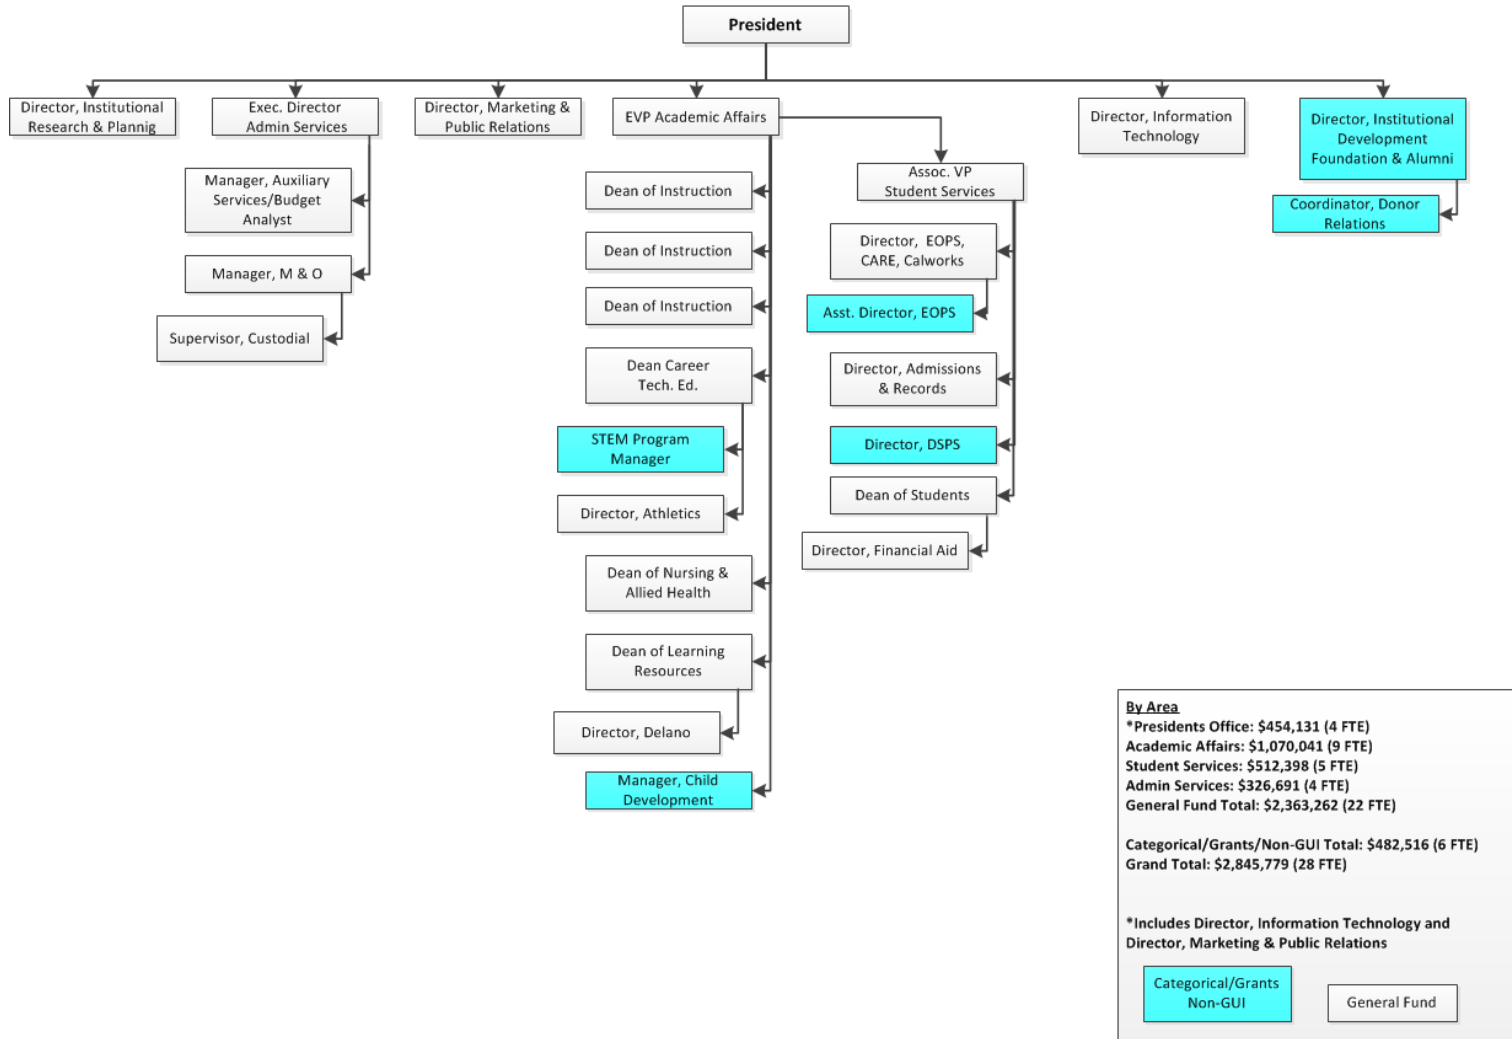 President
Director, Institutional
Research & Plannig
Exec. Director
Admin Services
Director, Marketing &
Public Relations
EVP Academic Affairs
Director, Information
Technology
Director, Institutional
Development
Foundation & Alumni
Manager, Auxiliary
Services/Budget
Analyst
Manager, M & O
Supervisor, Custodial
Dean of Instruction
Dean of Instruction
Dean of Instruction
Dean Career
Tech. Ed.
STEM Program
Manager
Director, Athletics
Dean of Nursing &
Allied Health
Dean of Learning
Resources
Director, Delano
Manager, Child
Development
Assoc. VP
Student Services
Director, EOPS,
CARE, Calworks
Asst. Director, EOPS
Director, Admissions
& Records
Director, DSPS
Dean of Students
Director, Financial Aid
Coordinator, Donor
Relations
By Area
*Presidents Office: $454,131 (4 FTE)
Academic Affairs: $1,070,041 (9 FTE)
Student Services: $512,398 (5 FTE)
Admin Services: $326,691 (4 FTE)
General Fund Total: $2,363,262 (22 FTE)
Categorical/Grants/Non-GUI Total: $482,516 (6 FTE)
Grand Total: $2,845,779 (28 FTE)
*Includes Director, Information Technology and
Director, Marketing & Public Relations
Categorical/Grants
Non-GUI
General Fund